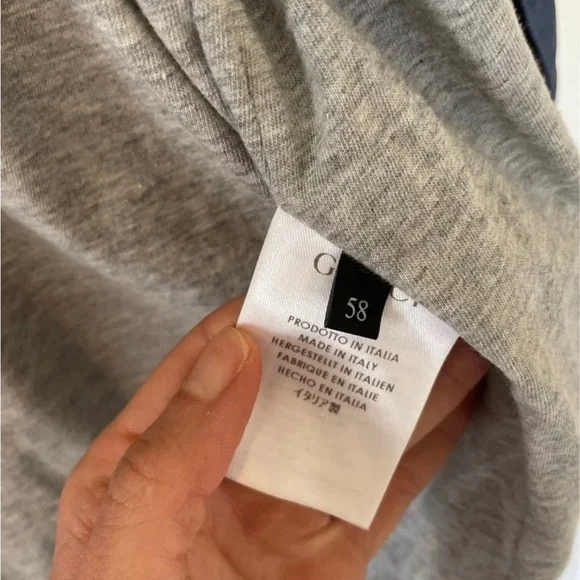 58
PRODOTTO IN ITALIA
MADE IN ITALY
HERGESTELLT IN ITALIEN
FABRIQUE EN ITALIE
HECHO EN ITALIA
イタリア製